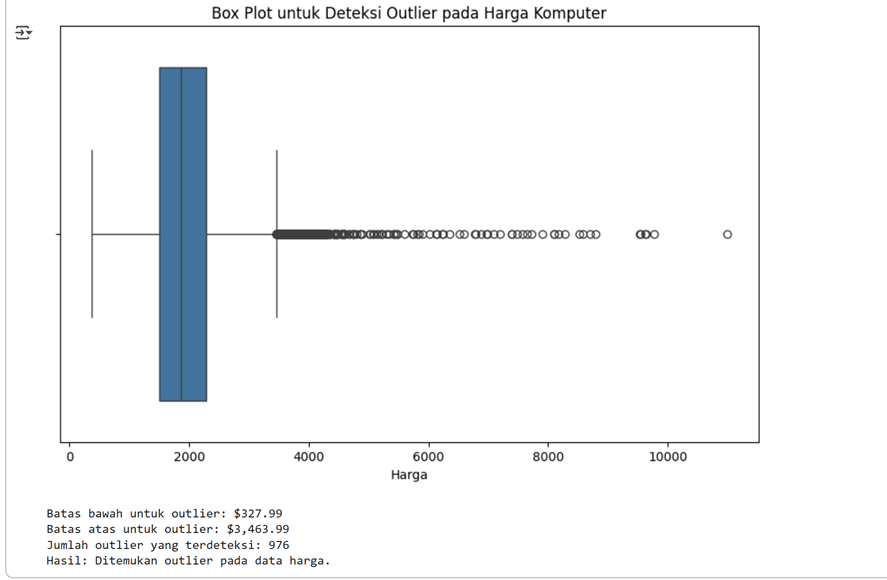 Box Plot untuk Deteksi Outlier pada Harga Komputer
0 2000 4000 6000 8000 10000
Harga
Batas bawah untuk outlier: $327.99
Batas atas untuk outlier: $3,463.99
Jumlah outlier yang terdeteksi: 976
Hasil: Ditemukan outlier pada data harga.